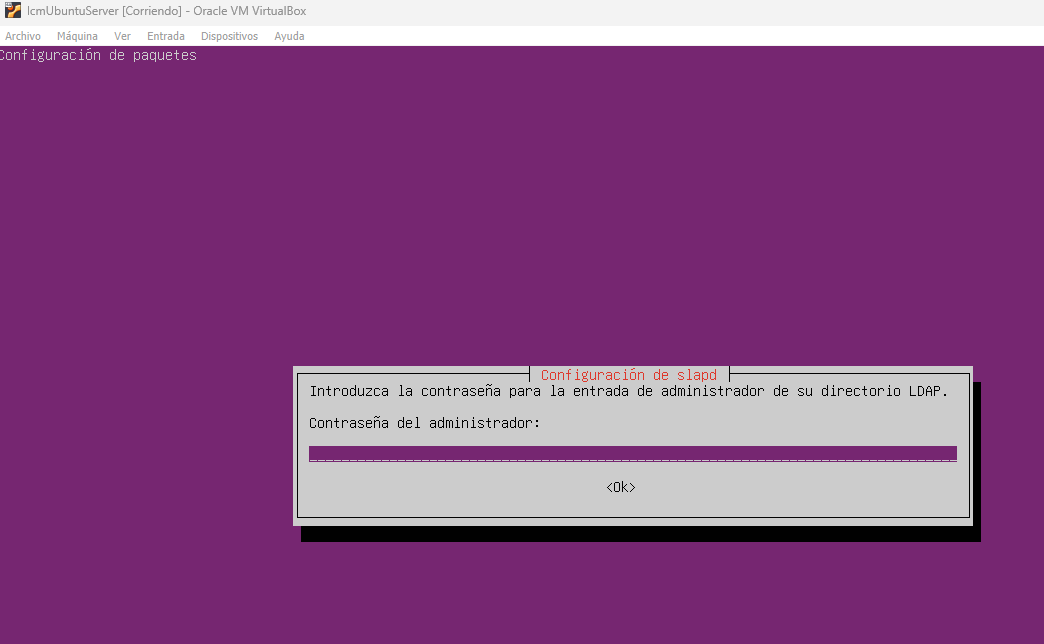 lcmUbuntuServer [Corriendo] - Oracle VM VirtualBox
Archivo Máquina Ver Entrada Dispositivos Ayuda
Configuración de paquetes
Configuración de slapd
Introduzca la contraseña para la entrada de administrador de su directorio LDAP.
Contraseña del administrador:
<Ok>